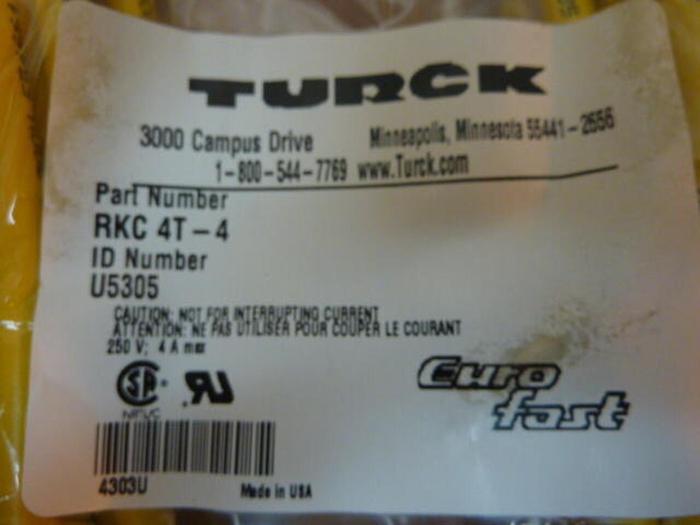 TURCK
3000 Campus Drive Minneapolis, Minnesota 55441-2656
1-800-544-7769 www.Turck.com
Part Number
RKC 4T-4
ID Number
U5305
CAUTION: NOT FOR INTERRUPTING CURRENT
ATTENTION: NE PAS UTILISER POUR COUPER LE COURANT
250 V; 4 A max
Euro
fast
4303U Made in USA